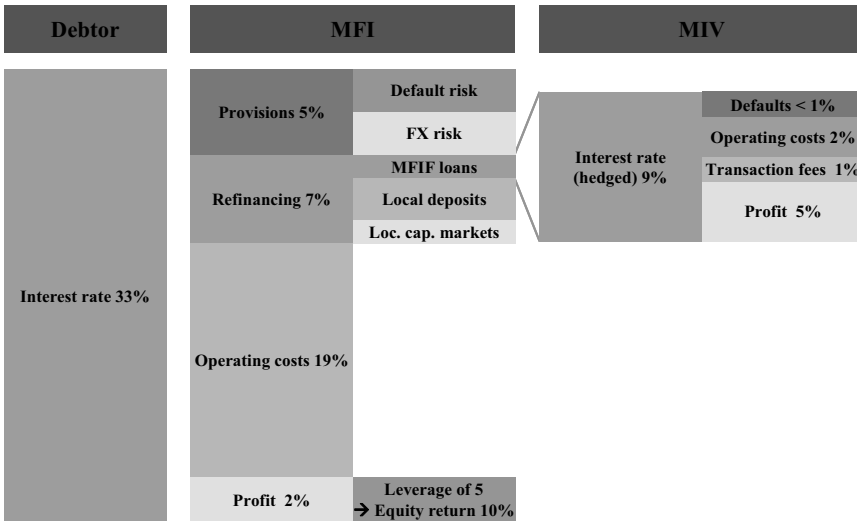 Debtor
MFI
MIV
Interest rate 33%
Provisions 5%
Default risk
FX risk
Refinancing 7%
MFIF loans
Local deposits
Loc. cap. markets
Operating costs 19%
Profit 2%
Leverage of 5
→ Equity return 10%
Interest rate
(hedged) 9%
Defaults < 1%
Operating costs 2%
Transaction fees 1%
Profit 5%